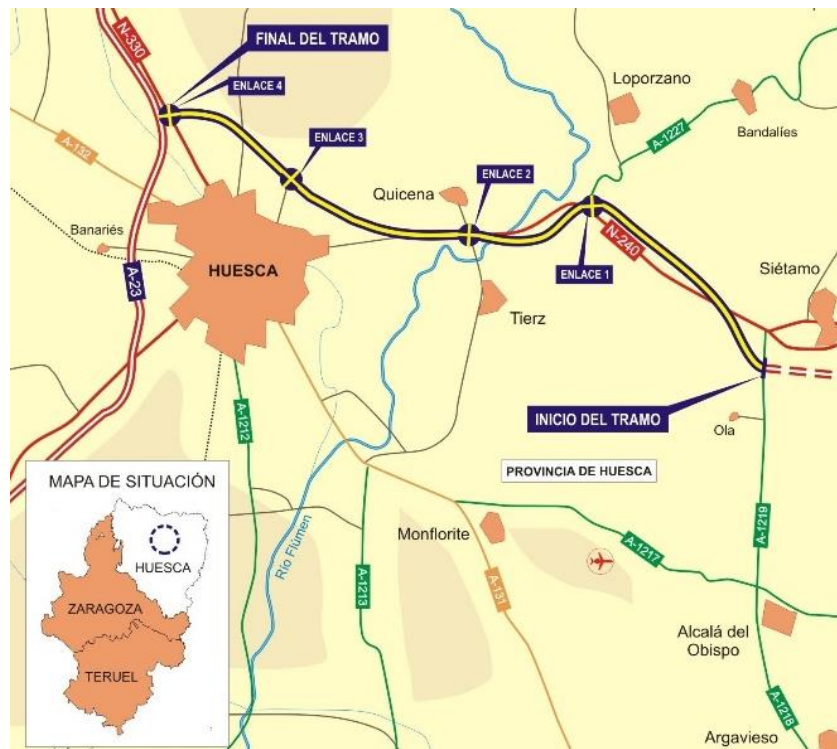 N-330
FINAL DEL TRAMO
ENLACE 4
Loporzano
Bandalíes
A-1227
A-132
ENLACE 3
Quicena
ENLACE 2
Banariés
HUESCA
A-23
ENLACE 1
N-240
Siétamo
Tierz
INICIO DEL TRAMO
Ola
A-1212
PROVINCIA DE HUESCA
MAPA DE SITUACIÓN
HUESCA
ZARAGOZA
TERUEL
Río Flúmen
Monflorite
A-1213
A-131
A-1217
A-1219
Alcalá del
Obispo
A-1218
Argavieso